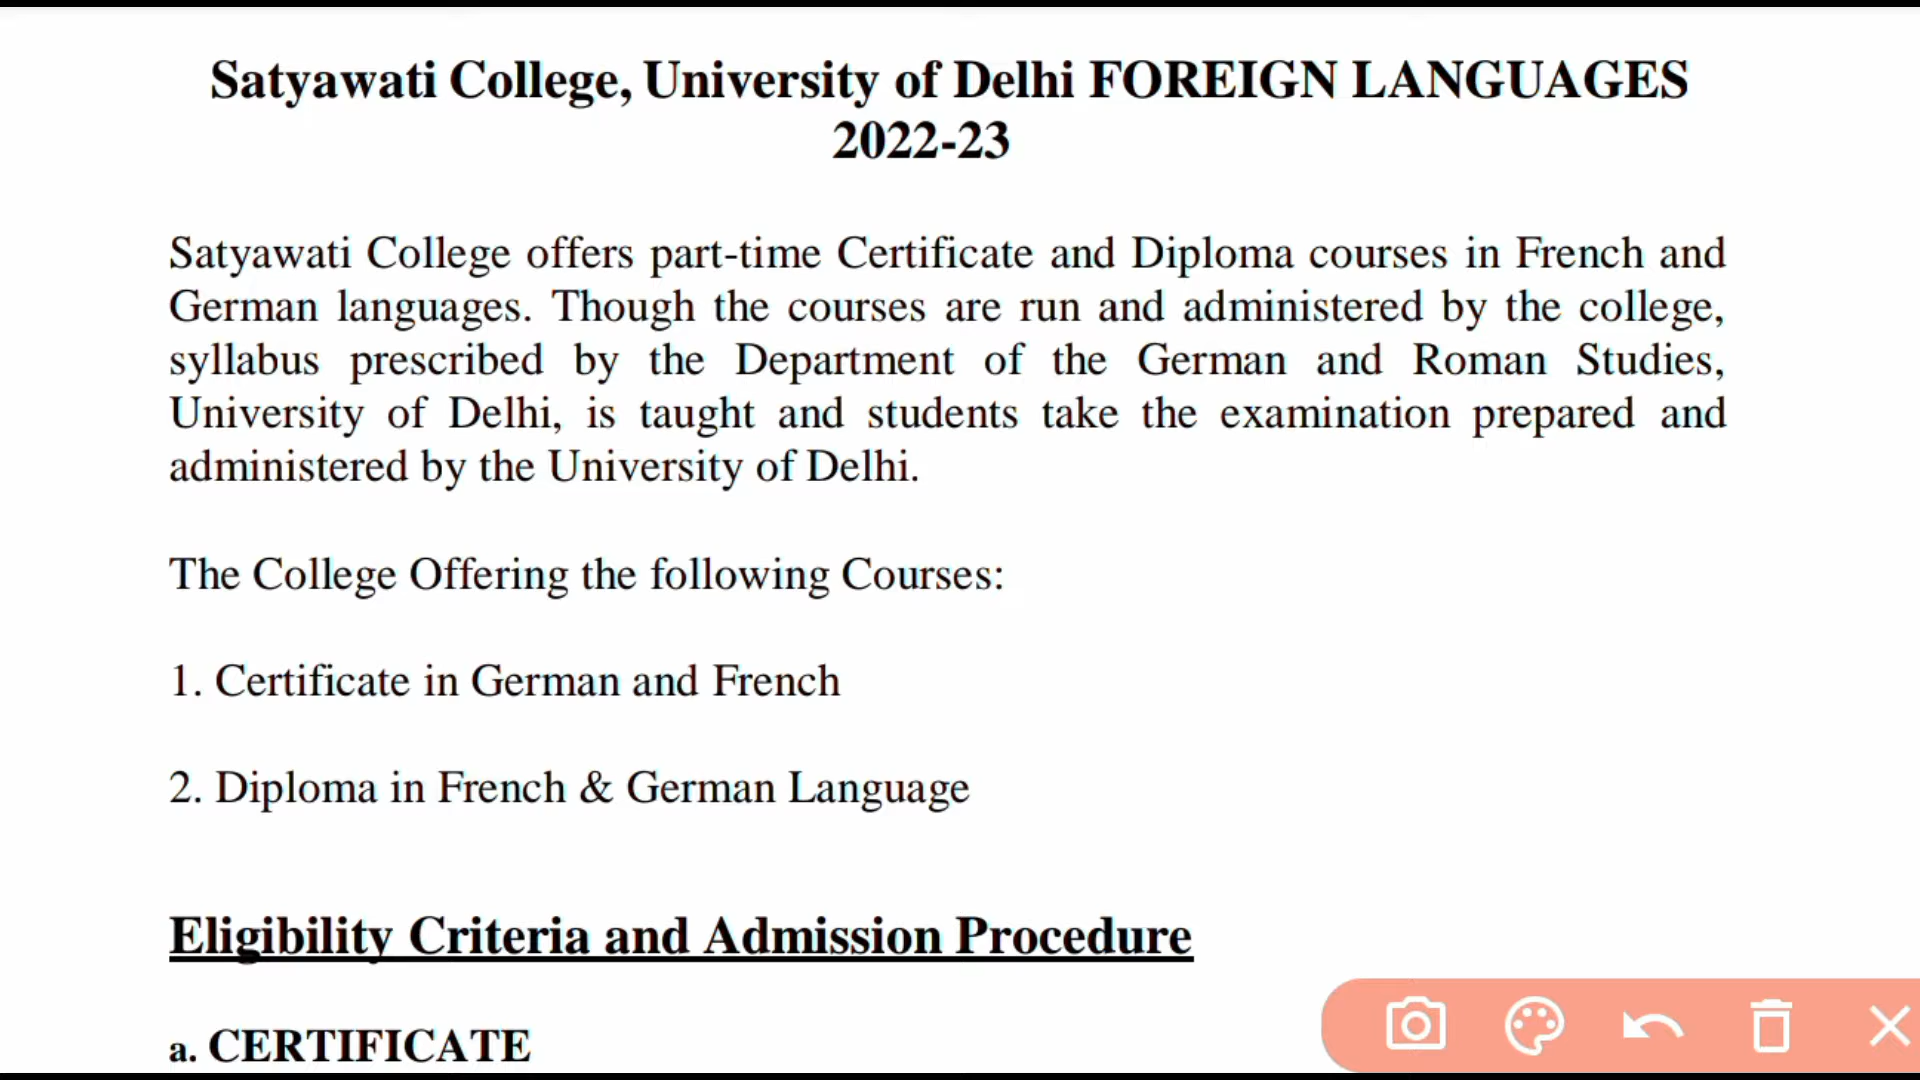 Satyawati College, University of Delhi FOREIGN LANGUAGES
2022-23
Satyawati College offers part-time Certificate and Diploma courses in French and
German languages. Though the courses are run and administered by the college,
syllabus prescribed by the Department of the German and Roman Studies,
University of Delhi, is taught and students take the examination prepared and
administered by the University of Delhi.
The College Offering the following Courses:
1. Certificate in German and French
2. Diploma in French & German Language
Eligibility Criteria and Admission Procedure
a. CERTIFICATE